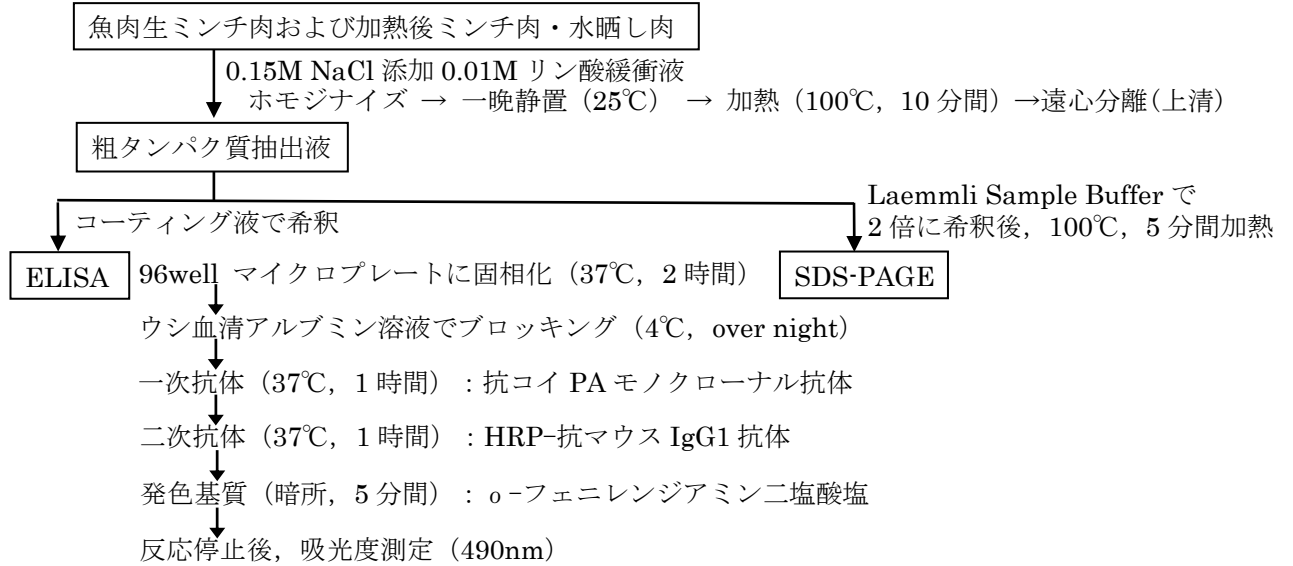 魚肉生ミンチ肉および加熱後ミンチ肉・水晒し肉
0.15M NaCl 添加 0.01M リン酸緩衝液
ホモジナイズ → 一晩静置（25℃） → 加熱（100℃，10 分間）→遠心分離(上清)
粗タンパク質抽出液
コーティング液で希釈
Laemmli Sample Buffer で
2 倍に希釈後，100℃，5 分間加熱
ELISA
96well マイクロプレートに固相化（37℃，2 時間）
SDS-PAGE
ウシ血清アルブミン溶液でブロッキング（4℃，over night）
一次抗体（37℃，1 時間）：抗コイ PA モノクローナル抗体
二次抗体（37℃，1 時間）：HRP−抗マウス IgG1 抗体
発色基質（暗所，5 分間）：ｏ−フェニレンジアミン二塩酸塩
反応停止後，吸光度測定（490nm）